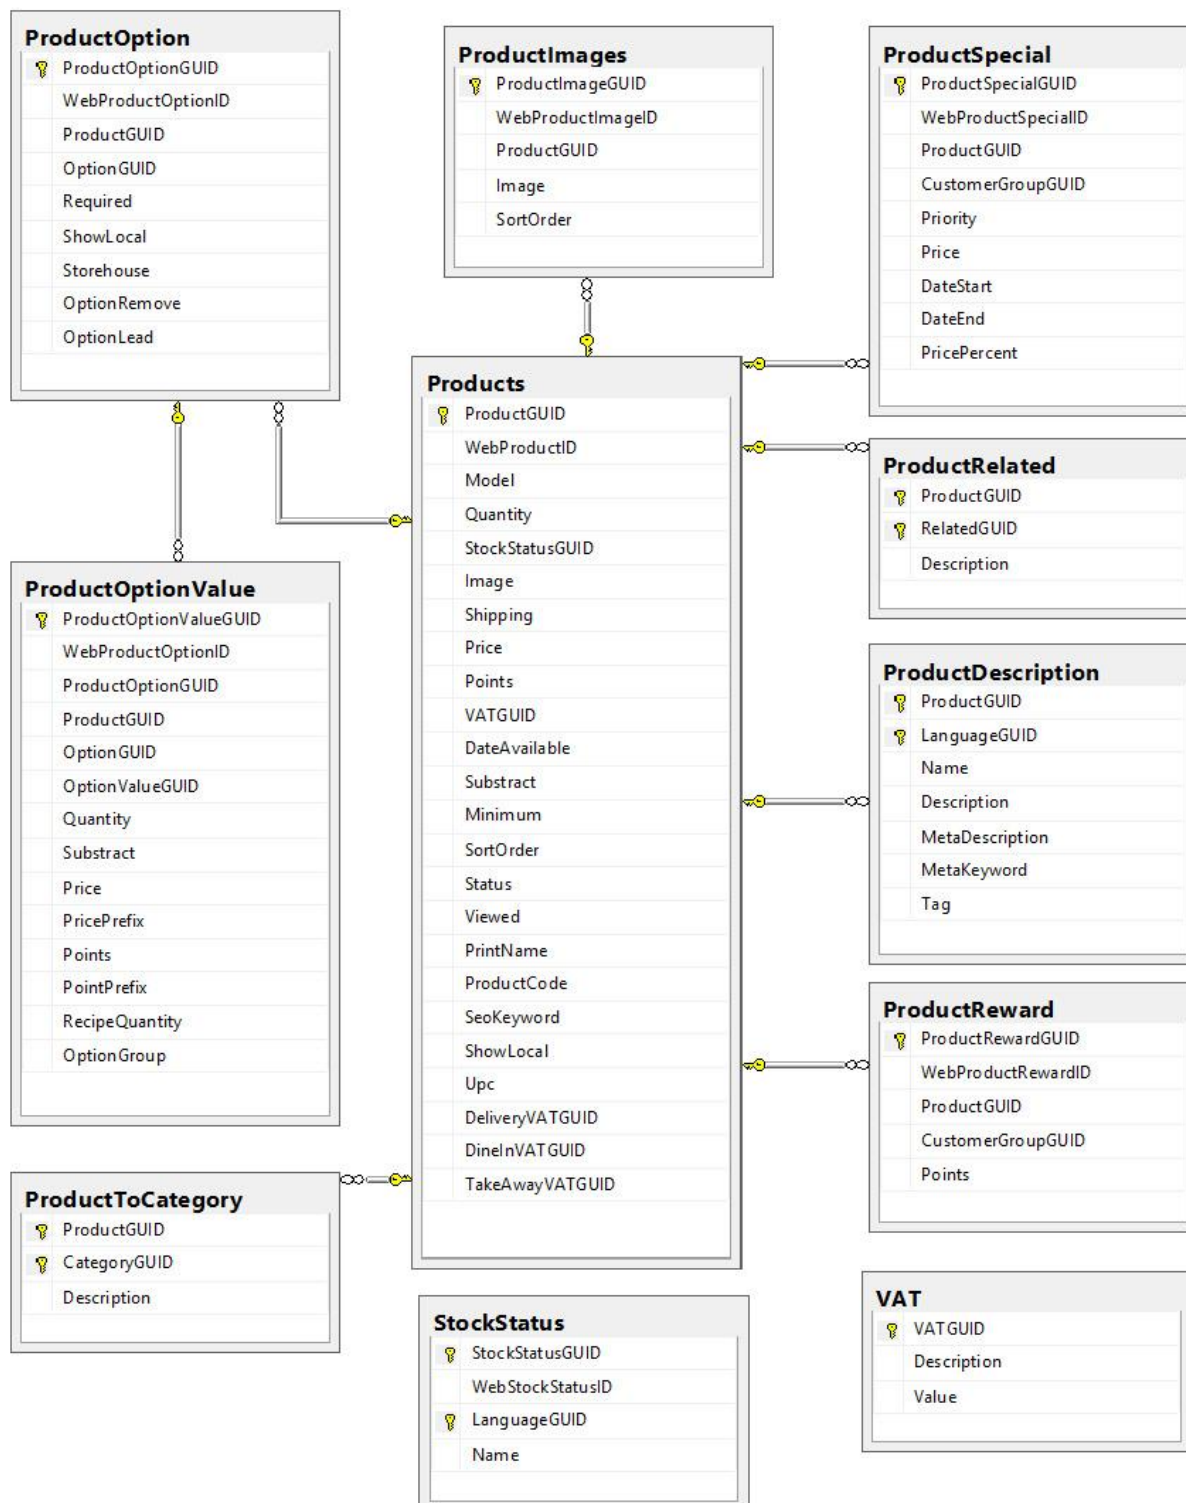 ProductOption
ProductOptionGUID
WebProductOptionID
ProductGUID
OptionGUID
Required
ShowLocal
Storehouse
OptionRemove
OptionLead
ProductImages
ProductImageGUID
WebProductImageID
ProductGUID
Image
SortOrder
ProductSpecial
ProductSpecialGUID
WebProductSpecialID
ProductGUID
CustomerGroupGUID
Priority
Price
DateStart
DateEnd
PricePercent
Products
ProductGUID
WebProductID
Model
Quantity
StockStatusGUID
Image
Shipping
Price
Points
VATGUID
DateAvailable
Substract
Minimum
SortOrder
Status
Viewed
PrintName
ProductCode
SeoKeyword
ShowLocal
Upc
DeliveryVATGUID
DineInVATGUID
TakeAwayVATGUID
ProductRelated
ProductGUID
RelatedGUID
Description
ProductOptionValue
ProductOptionValueGUID
WebProductOptionID
ProductOptionGUID
ProductGUID
OptionGUID
OptionValueGUID
Quantity
Substract
Price
PricePrefix
Points
PointPrefix
RecipeQuantity
OptionGroup
ProductDescription
ProductGUID
LanguageGUID
Name
Description
MetaDescription
MetaKeyword
Tag
ProductReward
ProductRewardGUID
WebProductRewardID
ProductGUID
CustomerGroupGUID
Points
ProductToCategory
ProductGUID
CategoryGUID
Description
StockStatus
StockStatusGUID
WebStockStatusID
LanguageGUID
Name
VAT
VATGUID
Description
Value